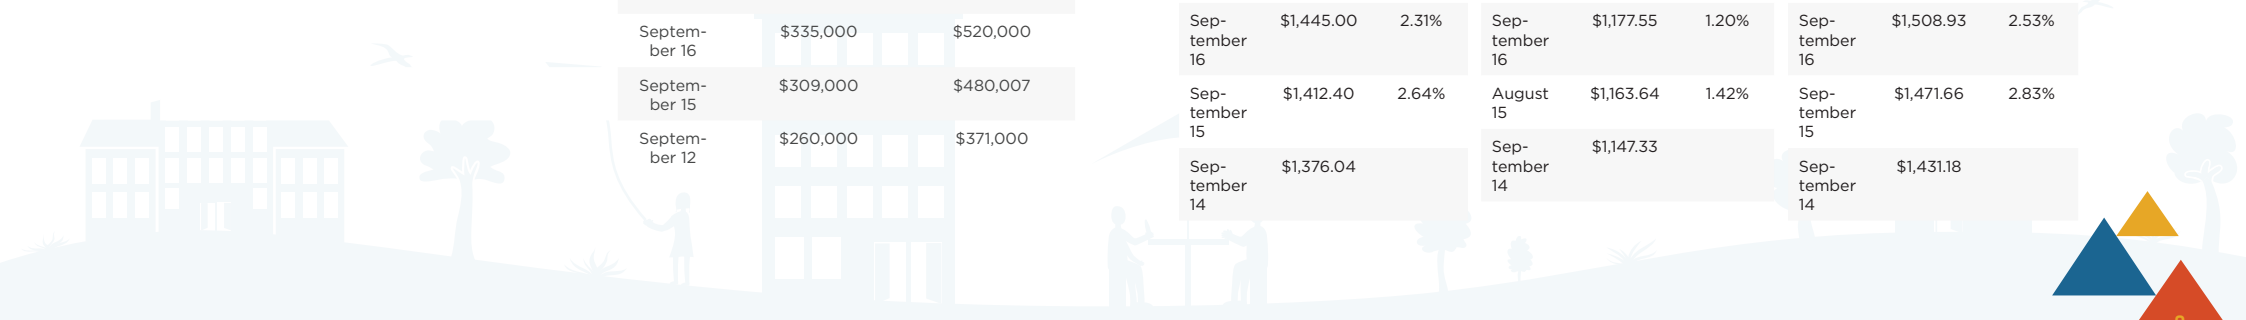 Septem-
ber 16 $335,000 $520,000
Septem-
ber 15 $309,000 $480,007
Septem-
ber 12 $260,000 $371,000
Sep-
tember
16 $1,445.00 2.31%
Sep-
tember
15 $1,412.40 2.64%
Sep-
tember
14 $1,376.04
Sep-
tember
16 $1,177.55 1.20%
August
15 $1,163.64 1.42%
Sep-
tember
14 $1,147.33
Sep-
tember
16 $1,508.93 2.53%
Sep-
tember
15 $1,471.66 2.83%
Sep-
tember
14 $1,431.18